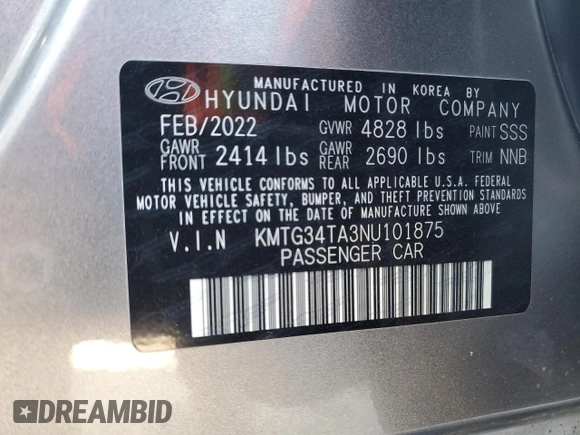 MANUFACTURED IN KOREA BY
HYUNDAI MOTOR COMPANY
FEB/2022 GVWR 4828 lbs PAINT SSS
GAWR FRONT 2414 lbs GAWR REAR 2690 lbs TRIM NNB
THIS VEHICLE CONFORMS TO ALL APPLICABLE U.S.A. FEDERAL
MOTOR VEHICLE SAFETY, BUMPER, AND THEFT PREVENTION
STANDARDS IN EFFECT ON THE DATE OF MANUFACTURE SHOWN ABOVE.
V.I.N KMTG34TA3NU101875
PASSENGER CAR
DREAMBID